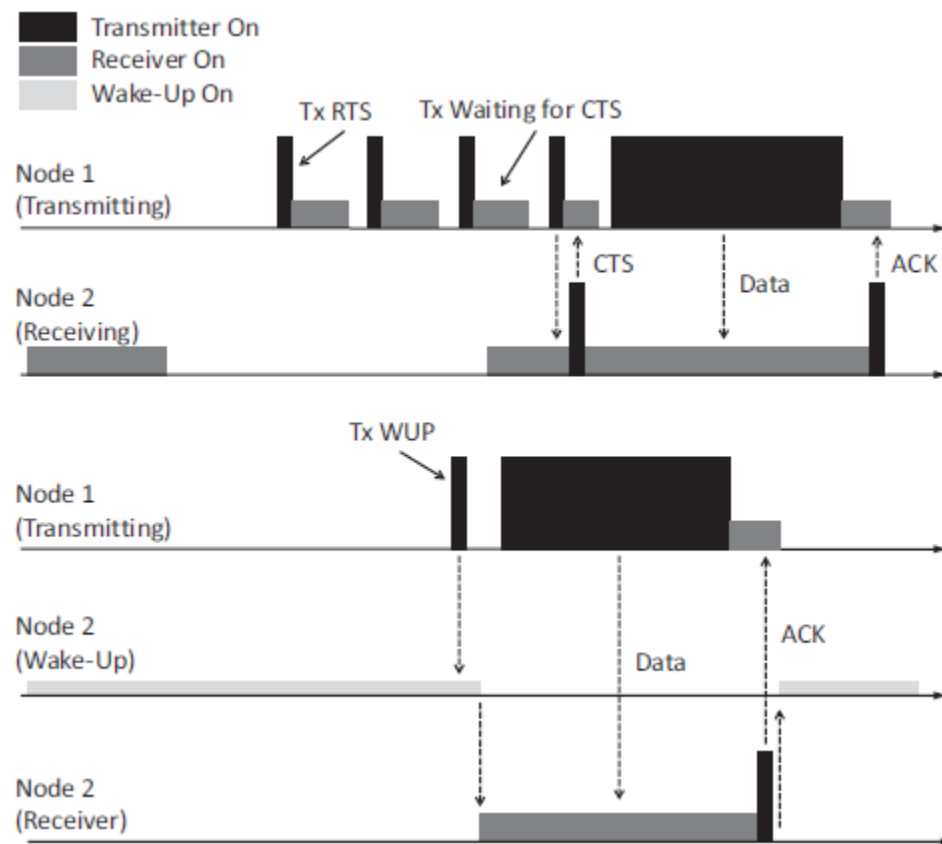 Transmitter On
Receiver On
Wake-Up On
Tx RTS
Tx Waiting for CTS
Node 1
(Transmitting)
CTS
Data
ACK
Node 2
(Receiving)
Tx WUP
Node 1
(Transmitting)
Node 2
(Wake-Up)
Data
ACK
Node 2
(Receiver)